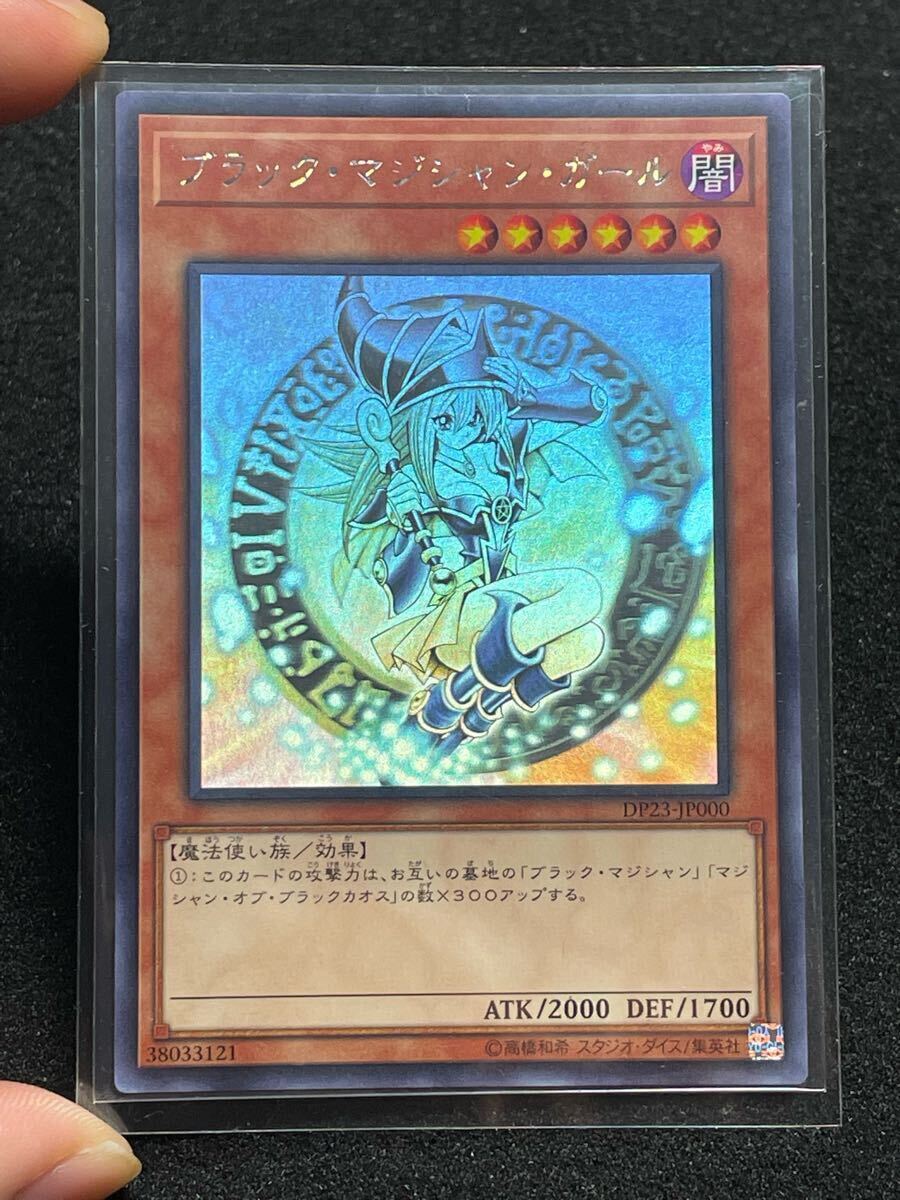 ブラック・マジシャン・ガール
やみ
闇
DP23-JP000
【魔法使い族／効果】
①：このカードの攻撃力は、お互いの墓地の「ブラック・マジシャン」「マジ
シャン・オブ・ブラックカオス」の数×300アップする。
ATK/2000 DEF/1700
38033121
©高橋和希 スタジオ・ダイス/集英社